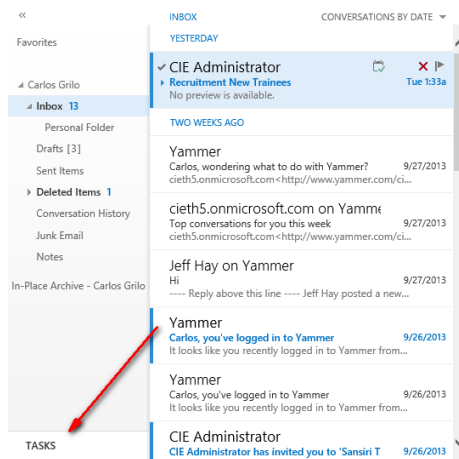 «
Favorites
Carlos Grilo
Inbox 13
Personal Folder
Drafts [3]
Sent Items
Deleted Items 1
Conversation History
Junk Email
Notes
In-Place Archive - Carlos Grilo
TASKS
INBOX CONVERSATIONS BY DATE
YESTERDAY
CIE Administrator
Recruitment New Trainees Tue 1:33a
No preview is available.
TWO WEEKS AGO
Yammer
Carlos, wondering what to do with Yammer? 9/27/2013
cieth5.onmicrosoft.com<http://www.yammer.com/ci...
cieth5.onmicrosoft.com on Yamme
Top conversations for you this week 9/27/2013
cieth5.onmicrosoft.com<http://www.yammer.com/ci...
Jeff Hay on Yammer
Hi 9/27/2013
---- Reply above this line ---- Jeff Hay posted a new...
Yammer
Carlos, you've logged in to Yammer 9/26/2013
It looks like you recently logged in to Yammer from...
Yammer
Carlos, you've logged in to Yammer 9/26/2013
It looks like you recently logged in to Yammer from...
CIE Administrator
CIE Administrator has invited you to 'Sansiri T 9/26/2013